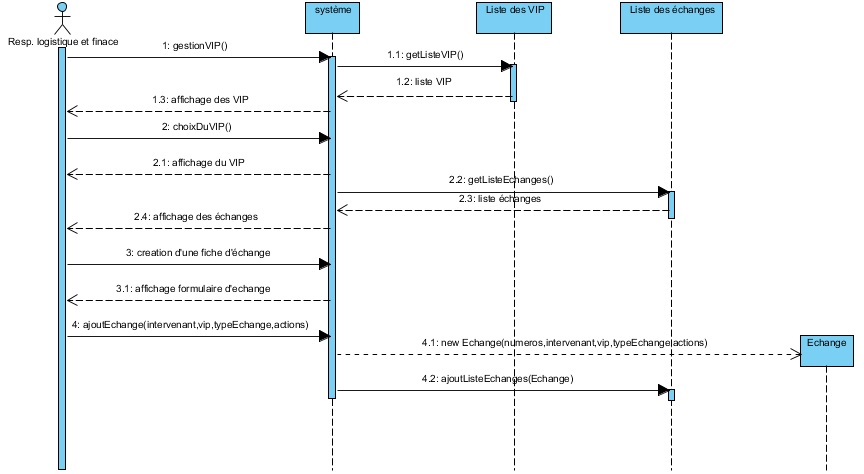 systéme
Liste des VIP
Liste des échanges
Resp. logistique et finace
1: gestionVIP()
1.1: getListeVIP()
1.2: liste VIP
1.3: affichage des VIP
2: choixDuVIP()
2.1: affichage du VIP
2.2: getListeEchanges()
2.3: liste échanges
2.4: affichage des échanges
3: creation d'une fiche d'échange
3.1: affichage formulaire d'echange
4: ajoutEchange(intervenant,vip,typeEchange,actions)
4.1: new Echange(numeros,intervenant,vip,typeEchange,actions)
Echange
4.2: ajoutListeEchanges(Echange)